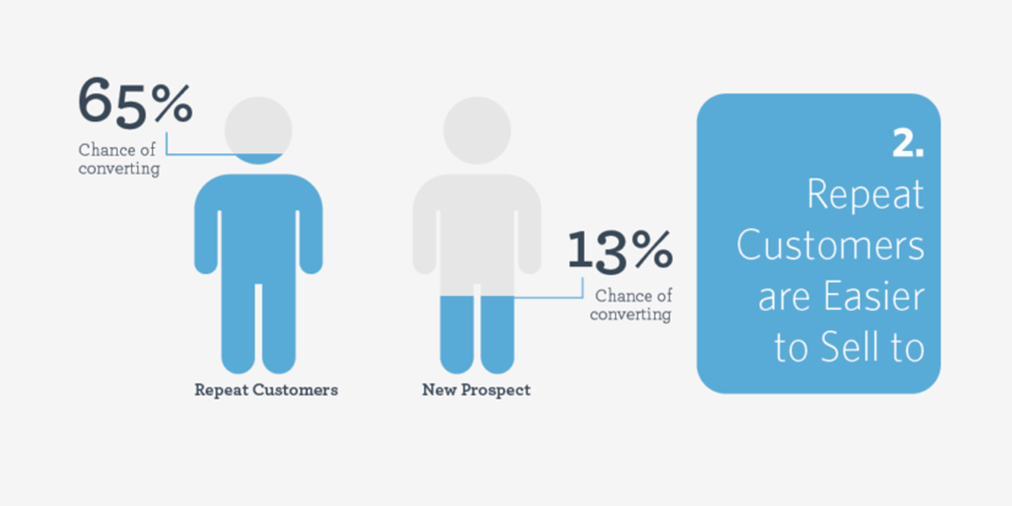 65%
Chance of
converting
Repeat Customers
13%
Chance of
converting
New Prospect
2.
Repeat
Customers
are Easier
to Sell to